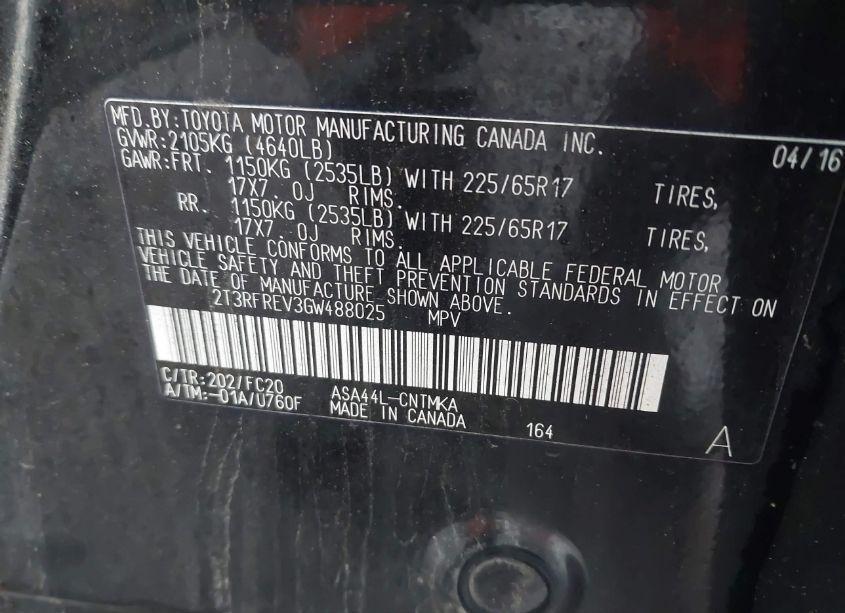 MFD.BY:TOYOTA MOTOR MANUFACTURING CANADA INC.
GVWR:2105KG (4640LB) 04/16
GAWR:FRT. 1150KG (2535LB) WITH 225/65R17 TIRES,
17X7.0J RIMS.
RR. 1150KG (2535LB) WITH 225/65R17 TIRES,
17X7.0J RIMS.
THIS VEHICLE CONFORMS TO ALL APPLICABLE FEDERAL MOTOR
VEHICLE SAFETY AND THEFT PREVENTION STANDARDS IN EFFECT ON
THE DATE OF MANUFACTURE SHOWN ABOVE.
2T3RFREV3GW488025 MPV
C/TR:202/FC20 ASA44L-CNTMKA
A/TM:-01A/U760F MADE IN CANADA
164 A